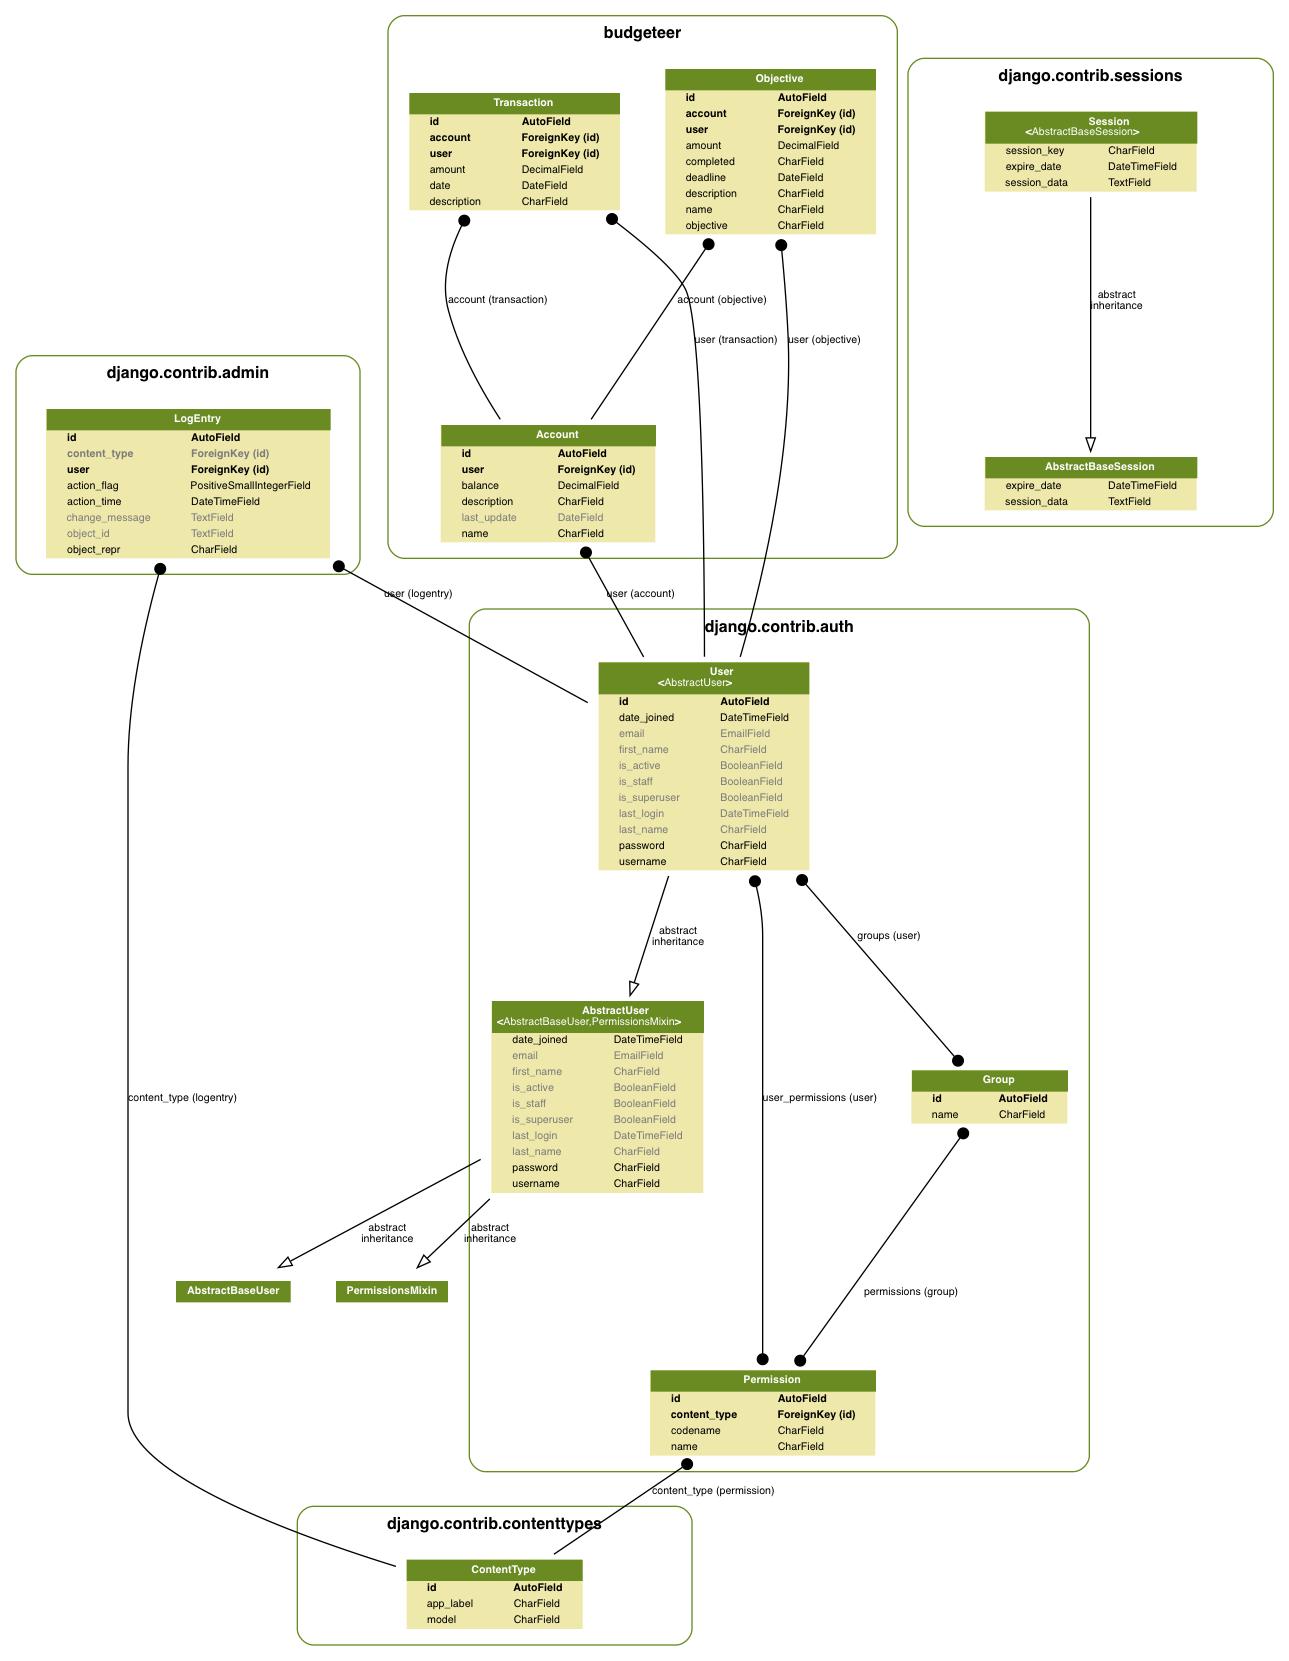 budgeteer
Transaction
id AutoField
account ForeignKey (id)
user ForeignKey (id)
amount DecimalField
date DateField
description CharField
Objective
id AutoField
account ForeignKey (id)
user ForeignKey (id)
amount DecimalField
completed CharField
deadline DateField
description CharField
name CharField
objective CharField
account (transaction)
account (objective)
user (transaction)
user (objective)
Account
id AutoField
user ForeignKey (id)
balance DecimalField
description CharField
last_update DateField
name CharField
django.contrib.sessions
Session
<AbstractBaseSession>
session_key CharField
expire_date DateTimeField
session_data TextField
abstract
inheritance
AbstractBaseSession
expire_date DateTimeField
session_data TextField
django.contrib.admin
LogEntry
id AutoField
content_type ForeignKey (id)
user ForeignKey (id)
action_flag PositiveSmallIntegerField
action_time DateTimeField
change_message TextField
object_id TextField
object_repr CharField
user (logentry)
user (account)
django.contrib.auth
User
<AbstractUser>
id AutoField
date_joined DateTimeField
email EmailField
first_name CharField
is_active BooleanField
is_staff BooleanField
is_superuser BooleanField
last_login DateTimeField
last_name CharField
password CharField
username CharField
abstract
inheritance
groups (user)
AbstractUser
<AbstractBaseUser,PermissionsMixin>
date_joined DateTimeField
email EmailField
first_name CharField
is_active BooleanField
is_staff BooleanField
is_superuser BooleanField
last_login DateTimeField
last_name CharField
password CharField
username CharField
content_type (logentry)
user_permissions (user)
Group
id AutoField
name CharField
abstract
inheritance
abstract
inheritance
AbstractBaseUser
PermissionsMixin
permissions (group)
Permission
id AutoField
content_type ForeignKey (id)
codename CharField
name CharField
content_type (permission)
django.contrib.contenttypes
ContentType
id AutoField
app_label CharField
model CharField